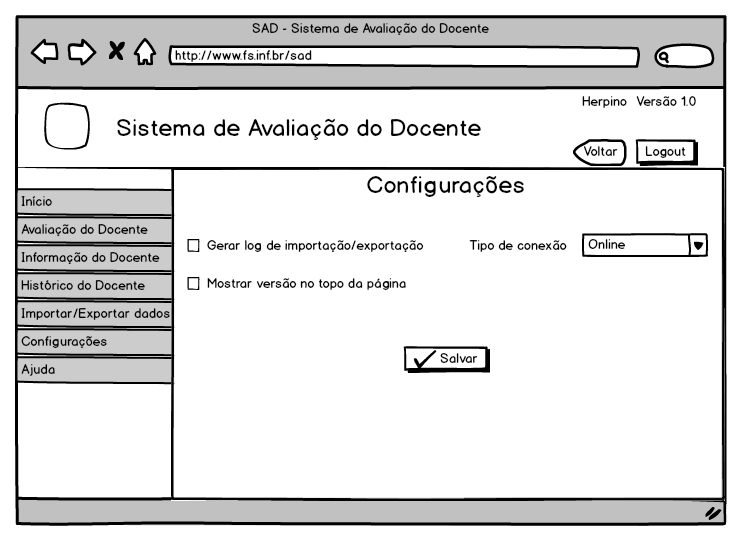 SAD - Sistema de Avaliação do Docente
http://www.fs.inf.br/sad
Herpino Versão 1.0
Sistema de Avaliação do Docente
Voltar Logout
Configurações
Início
Avaliação do Docente
Informação do Docente
Histórico do Docente
Importar/Exportar dados
Configurações
Ajuda
Gerar log de importação/exportação Tipo de conexão Online
Mostrar versão no topo da página
Salvar